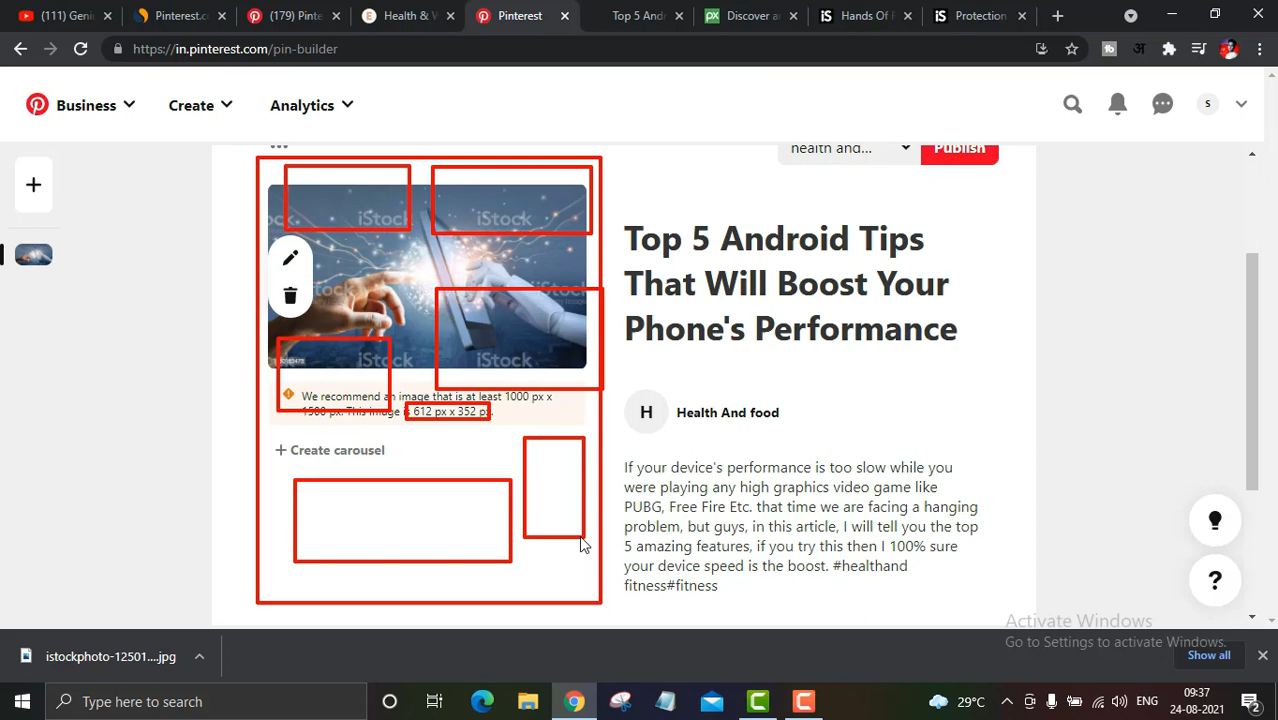 (111) Geni
Pinterest.c
(179) Pinte
Health & W
Pinterest
Top 5 Andr
Discover a
Hands Of F
Protection
https://in.pinterest.com/pin-builder
Business
Create
Analytics
S
health and...
Publish
iStock
iStock
iStock
iStock
We recommend an image that is at least 1000 px x
1500 px. This image is 612 px x 352 px.
+ Create carousel
Top 5 Android Tips
That Will Boost Your
Phone's Performance
H Health And food
If your device's performance is too slow while you
were playing any high graphics video game like
PUBG, Free Fire Etc. that time we are facing a hanging
problem, but guys, in this article, I will tell you the top
5 amazing features, if you try this then I 100% sure
your device speed is the boost. #healthand
fitness#fitness
?
Activate Windows
Go to Settings to activate Windows.
istockphoto-12501....jpg
Show all
Type here to search
29°C
ENG
09:37
24-08-2021
2